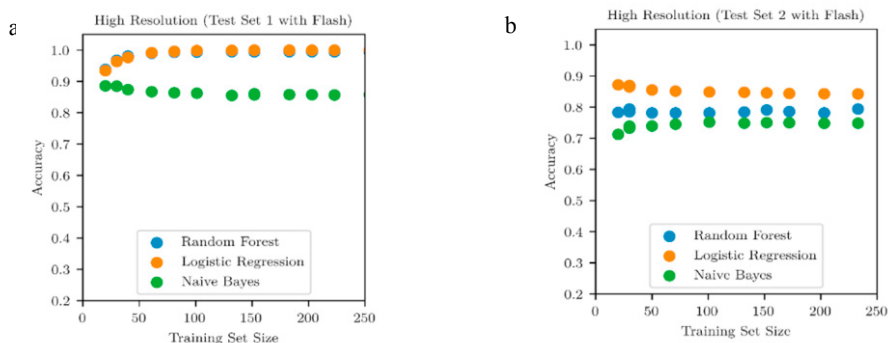 a
High Resolution (Test Set 1 with Flash)
Accuracy
1.0
0.9
0.8
0.7
0.6
0.5
0.4
0.3
0.2
Random Forest
Logistic Regression
Naive Bayes
0 50 100 150 200 250
Training Set Size
b
High Resolution (Test Set 2 with Flash)
Accuracy
1.0
0.9
0.8
0.7
0.6
0.5
0.4
0.3
0.2
Random Forest
Logistic Regression
Naive Bayes
0 50 100 150 200 250
Training Set Size